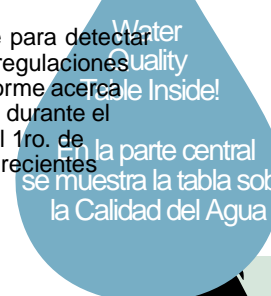 para detectar
regulaciones
orme acerca
durante el
l 1ro. de
recientes
Water
Quality
Table Inside!
En la parte central
se muestra la tabla sob
la Calidad del Agua